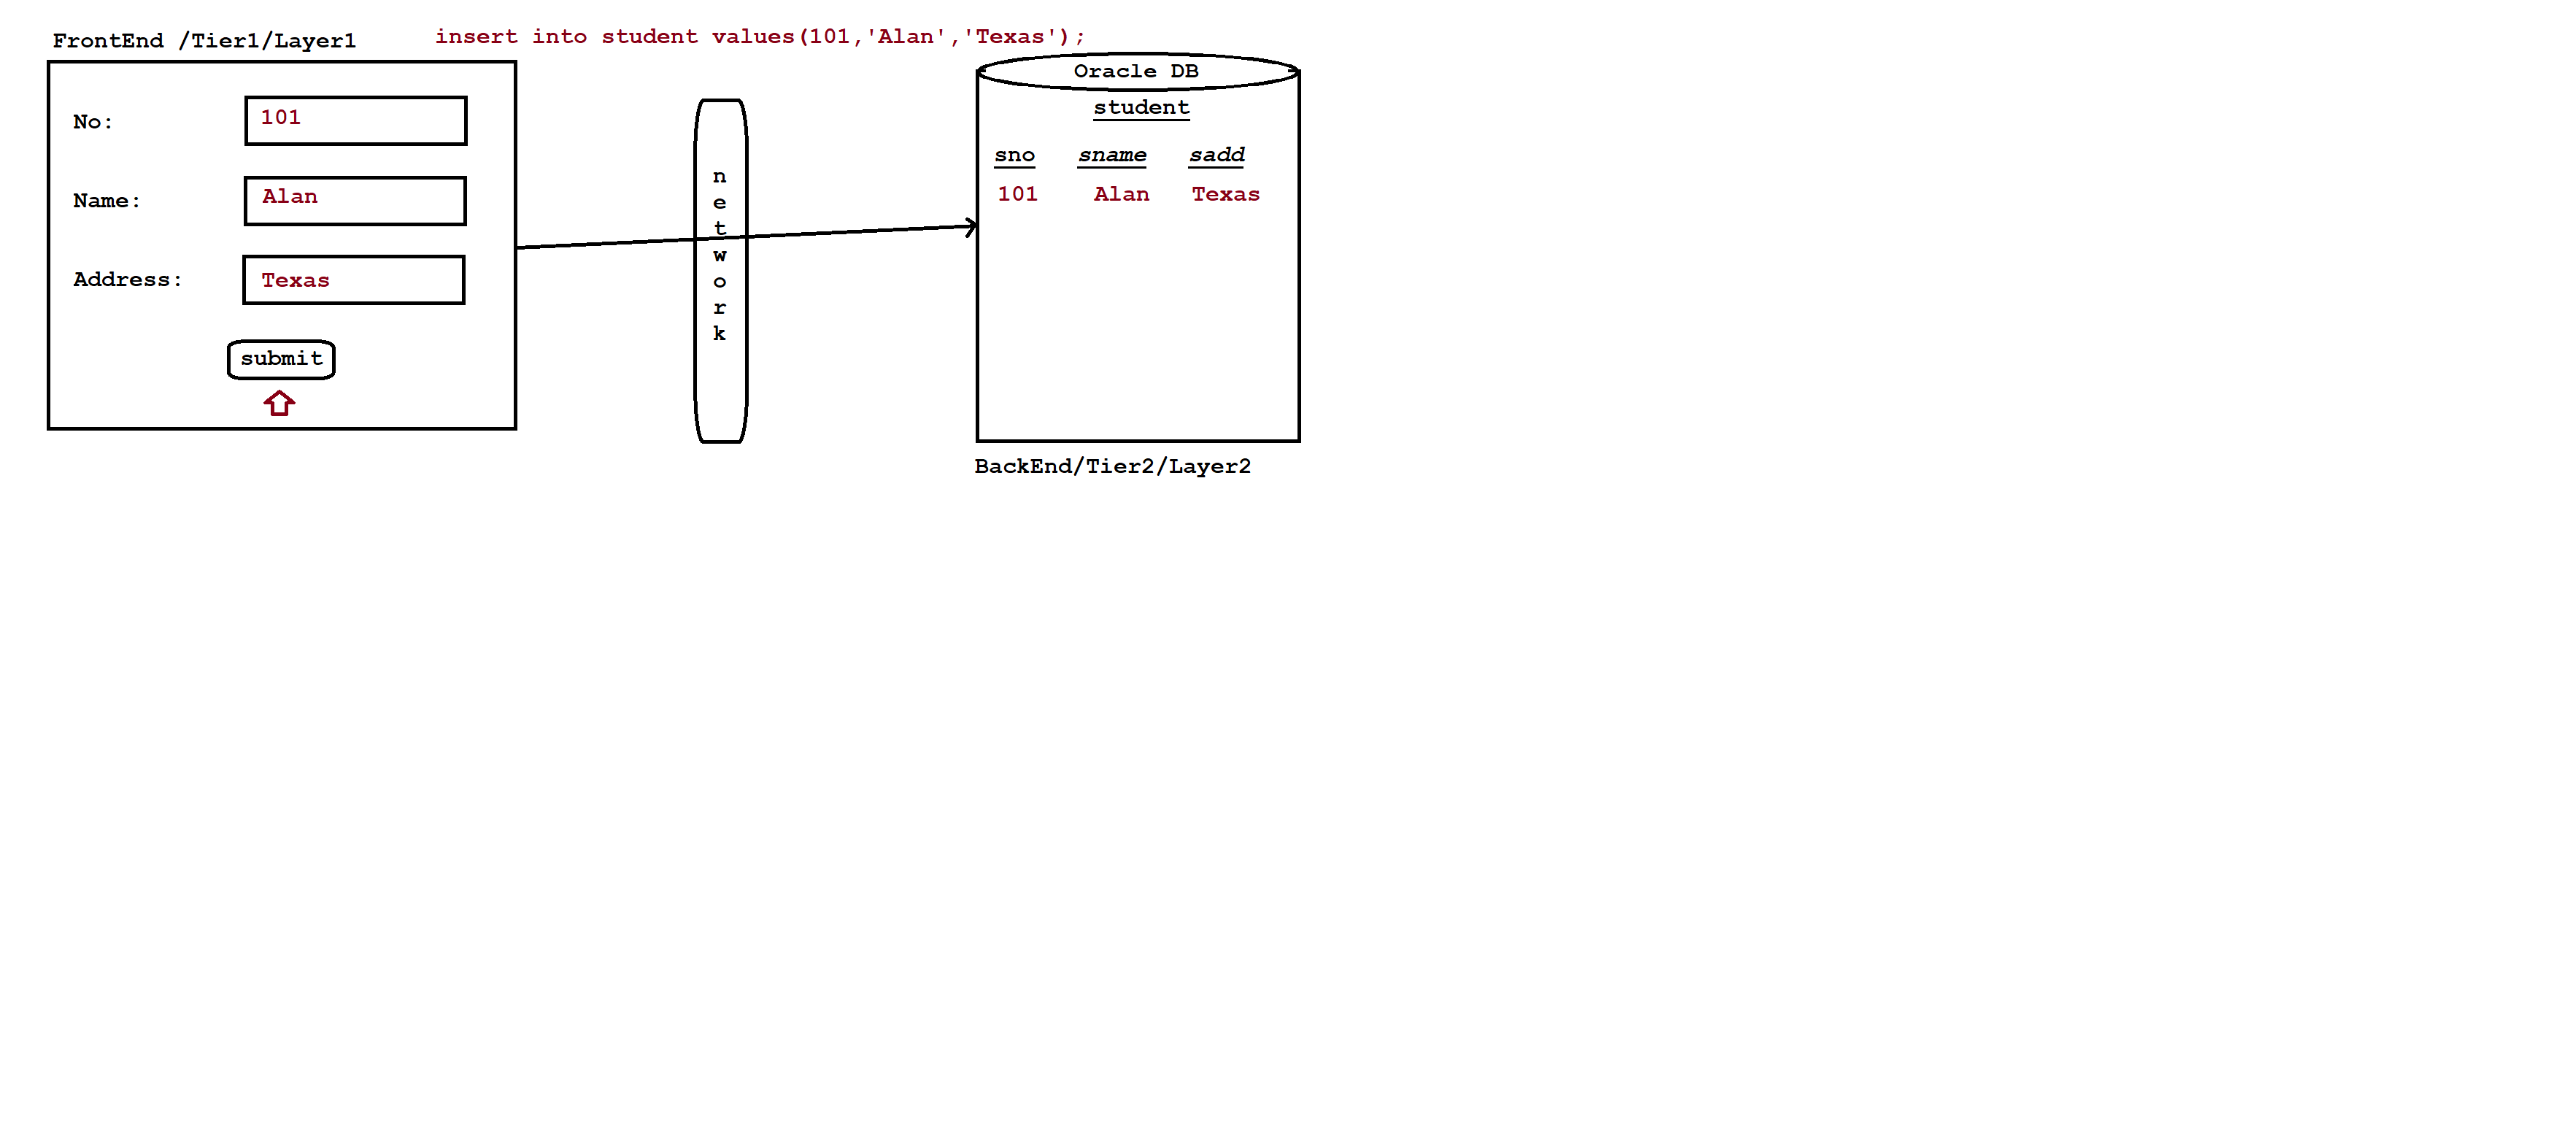 FrontEnd /Tier1/Layer1
insert into student values(101,'Alan','Texas');
No:
101
Name:
Alan
Address:
Texas
submit
network
Oracle DB
student
sno sname sadd
101 Alan Texas
BackEnd/Tier2/Layer2